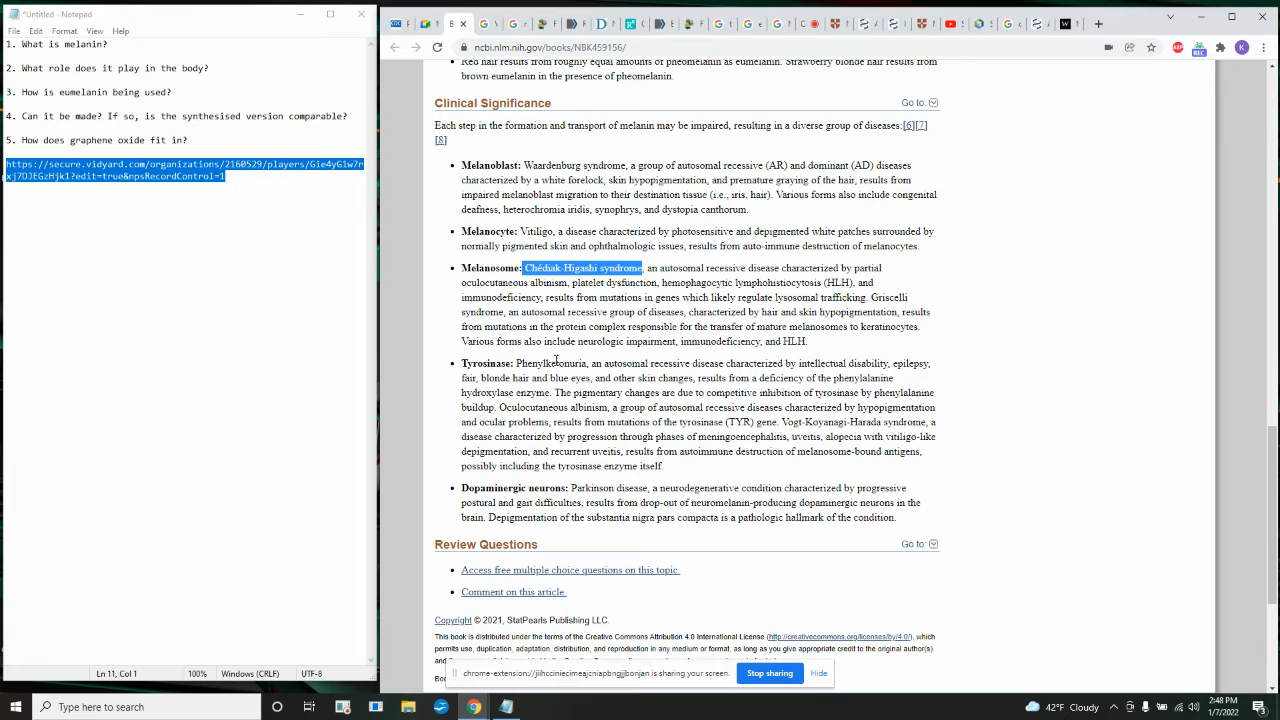 *Untitled - Notepad
File Edit Format View Help
1. What is melanin?
2. What role does it play in the body?
3. How is eumelanin being used?
4. Can it be made? If so, is the synthesised version comparable?
5. How does graphene oxide fit in?
https://secure.vidyard.com/organizations/2160529/players/Gie4yG1w7r
xj7DJEGzHjk1?edit=true&npsRecordControl=1
Ln 11, Col 1 100% Windows (CRLF) UTF-8
ncbi.nlm.nih.gov/books/NBK459156/
Red hair results from roughly equal amounts of pheomelanin as eumelanin. Strawberry blonde hair results from
brown eumelanin in the presence of pheomelanin.
Clinical Significance Go to:
Each step in the formation and transport of melanin may be impaired, resulting in a diverse group of diseases:[6][7]
[8]
• Melanoblast: Waardenburg syndrome, a group of autosomal recessive (AR) and dominant (AD) diseases
characterized by a white forelock, skin hypopigmentation, and premature graying of the hair, results from
impaired melanoblast migration to their destination tissue (i.e., iris, hair). Various forms also include congenital
deafness, heterochromia iridis, synophrys, and dystopia canthorum.
• Melanocyte: Vitiligo, a disease characterized by photosensitive and depigmented white patches surrounded by
normally pigmented skin and ophthalmologic issues, results from auto-immune destruction of melanocytes.
• Melanosome: Chédiak-Higashi syndrome, an autosomal recessive disease characterized by partial
oculocutaneous albinism, platelet dysfunction, hemophagocytic lymphohistiocytosis (HLH), and
immunodeficiency, results from mutations in genes which likely regulate lysosomal trafficking. Griscelli
syndrome, an autosomal recessive group of diseases, characterized by hair and skin hypopigmentation, results
from mutations in the protein complex responsible for the transfer of mature melanosomes to keratinocytes.
Various forms also include neurologic impairment, immunodeficiency, and HLH.
• Tyrosinase: Phenylketonuria, an autosomal recessive disease characterized by intellectual disability, epilepsy,
fair, blonde hair and blue eyes, and other skin changes, results from a deficiency of the phenylalanine
hydroxylase enzyme. The pigmentary changes are due to competitive inhibition of tyrosinase by phenylalanine
buildup. Oculocutaneous albinism, a group of autosomal recessive diseases characterized by hypopigmentation
and ocular problems, results from mutations of the tyrosinase (TYR) gene. Vogt-Koyanagi-Harada syndrome, a
disease characterized by progression through phases of meningoencephalitis, uveitis, alopecia with vitiligo-like
depigmentation, and recurrent uveitis, results from autoimmune destruction of melanosome-bound antigens,
possibly including the tyrosinase enzyme itself.
• Dopaminergic neurons: Parkinson disease, a neurodegenerative condition characterized by progressive
postural and gait difficulties, results from drop-out of neuromelanin-producing dopaminergic neurons in the
brain. Depigmentation of the substantia nigra pars compacta is a pathologic hallmark of the condition.
Review Questions Go to:
• Access free multiple choice questions on this topic.
• Comment on this article.
Copyright © 2021, StatPearls Publishing LLC.
This book is distributed under the terms of the Creative Commons Attribution 4.0 International License (http://creativecommons.org/licenses/by/4.0/), which
permits use, duplication, adaptation, distribution, and reproduction in any medium or format, as long as you give appropriate credit to the original author(s)
chrome-extension://jiihcciniecimeajcniapbngjjbonjan is sharing your screen. Stop sharing Hide
Type here to search
42°F Cloudy
2:48 PM
1/7/2022